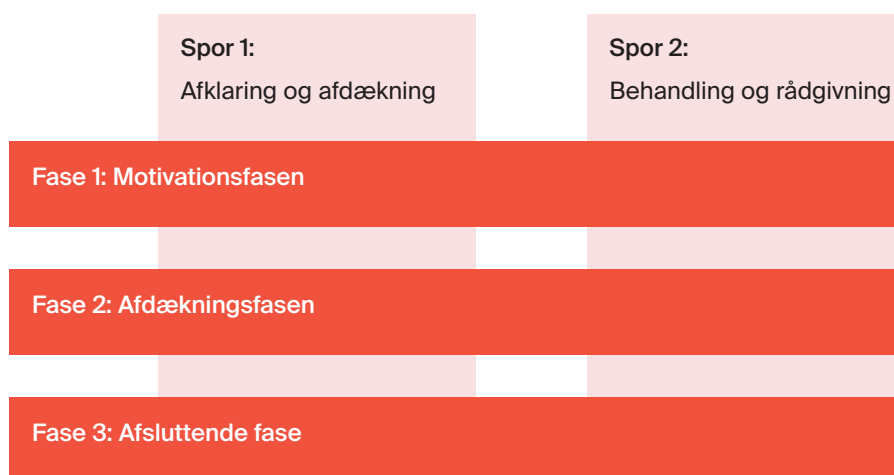 Spor 1:
Afklaring og afdækning
Spor 2:
Behandling og rådgivning
Fase 1: Motivationsfasen
Fase 2: Afdækningsfasen
Fase 3: Afsluttende fase